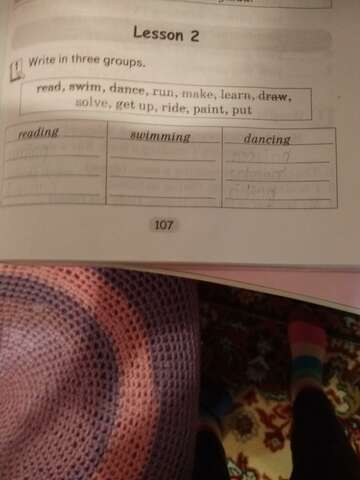 Lesson 2
1 Write in three groups.
read, swim, dance, run, make, learn, draw,
solve, get up, ride, paint, put
reading swimming dancing
107